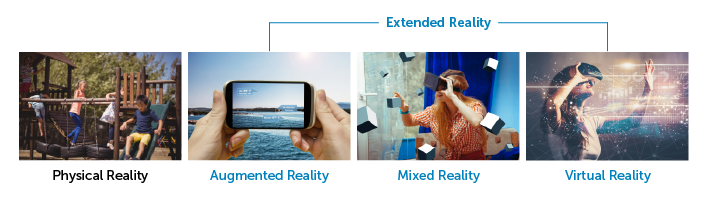 Extended Reality
Physical Reality
Augmented Reality
Mixed Reality
Virtual Reality